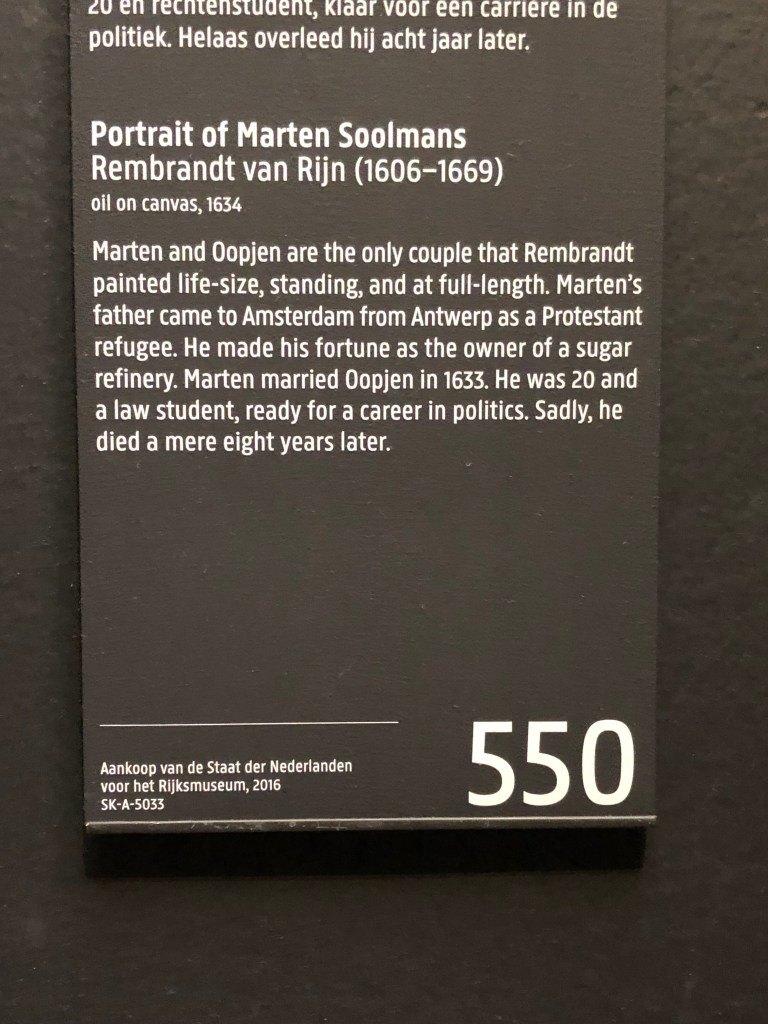 20 en rechtenstudent, klaar voor een carrière in de
politiek. Helaas overleed hij acht jaar later.
Portrait of Marten Soolmans
Rembrandt van Rijn (1606–1669)
oil on canvas, 1634
Marten and Oopjen are the only couple that Rembrandt
painted life-size, standing, and at full-length. Marten’s
father came to Amsterdam from Antwerp as a Protestant
refugee. He made his fortune as the owner of a sugar
refinery. Marten married Oopjen in 1633. He was 20 and
a law student, ready for a career in politics. Sadly, he
died a mere eight years later.
Aankoop van de Staat der Nederlanden
voor het Rijksmuseum, 2016
SK-A-5033
550